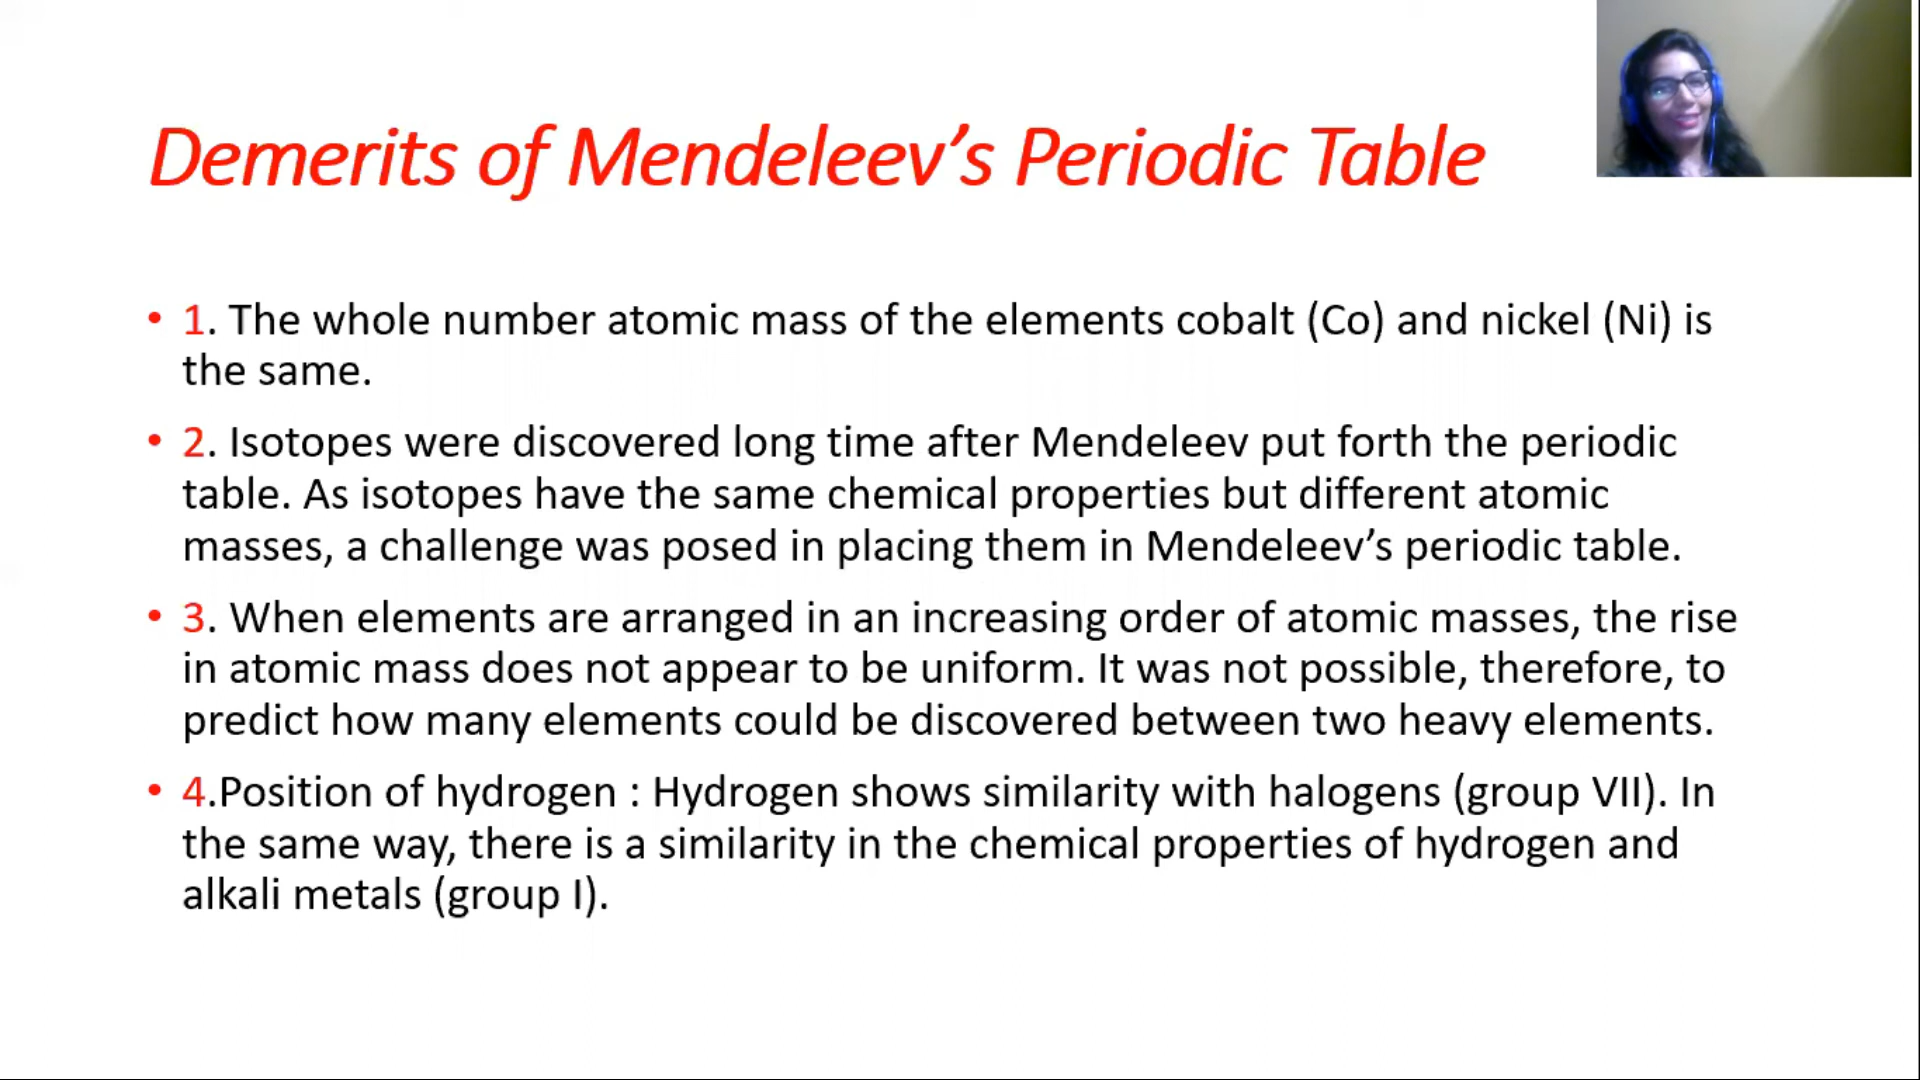 Demerits of Mendeleev’s Periodic Table
• 1. The whole number atomic mass of the elements cobalt (Co) and nickel (Ni) is
the same.
• 2. Isotopes were discovered long time after Mendeleev put forth the periodic
table. As isotopes have the same chemical properties but different atomic
masses, a challenge was posed in placing them in Mendeleev’s periodic table.
• 3. When elements are arranged in an increasing order of atomic masses, the rise
in atomic mass does not appear to be uniform. It was not possible, therefore, to
predict how many elements could be discovered between two heavy elements.
• 4.Position of hydrogen : Hydrogen shows similarity with halogens (group VII). In
the same way, there is a similarity in the chemical properties of hydrogen and
alkali metals (group I).